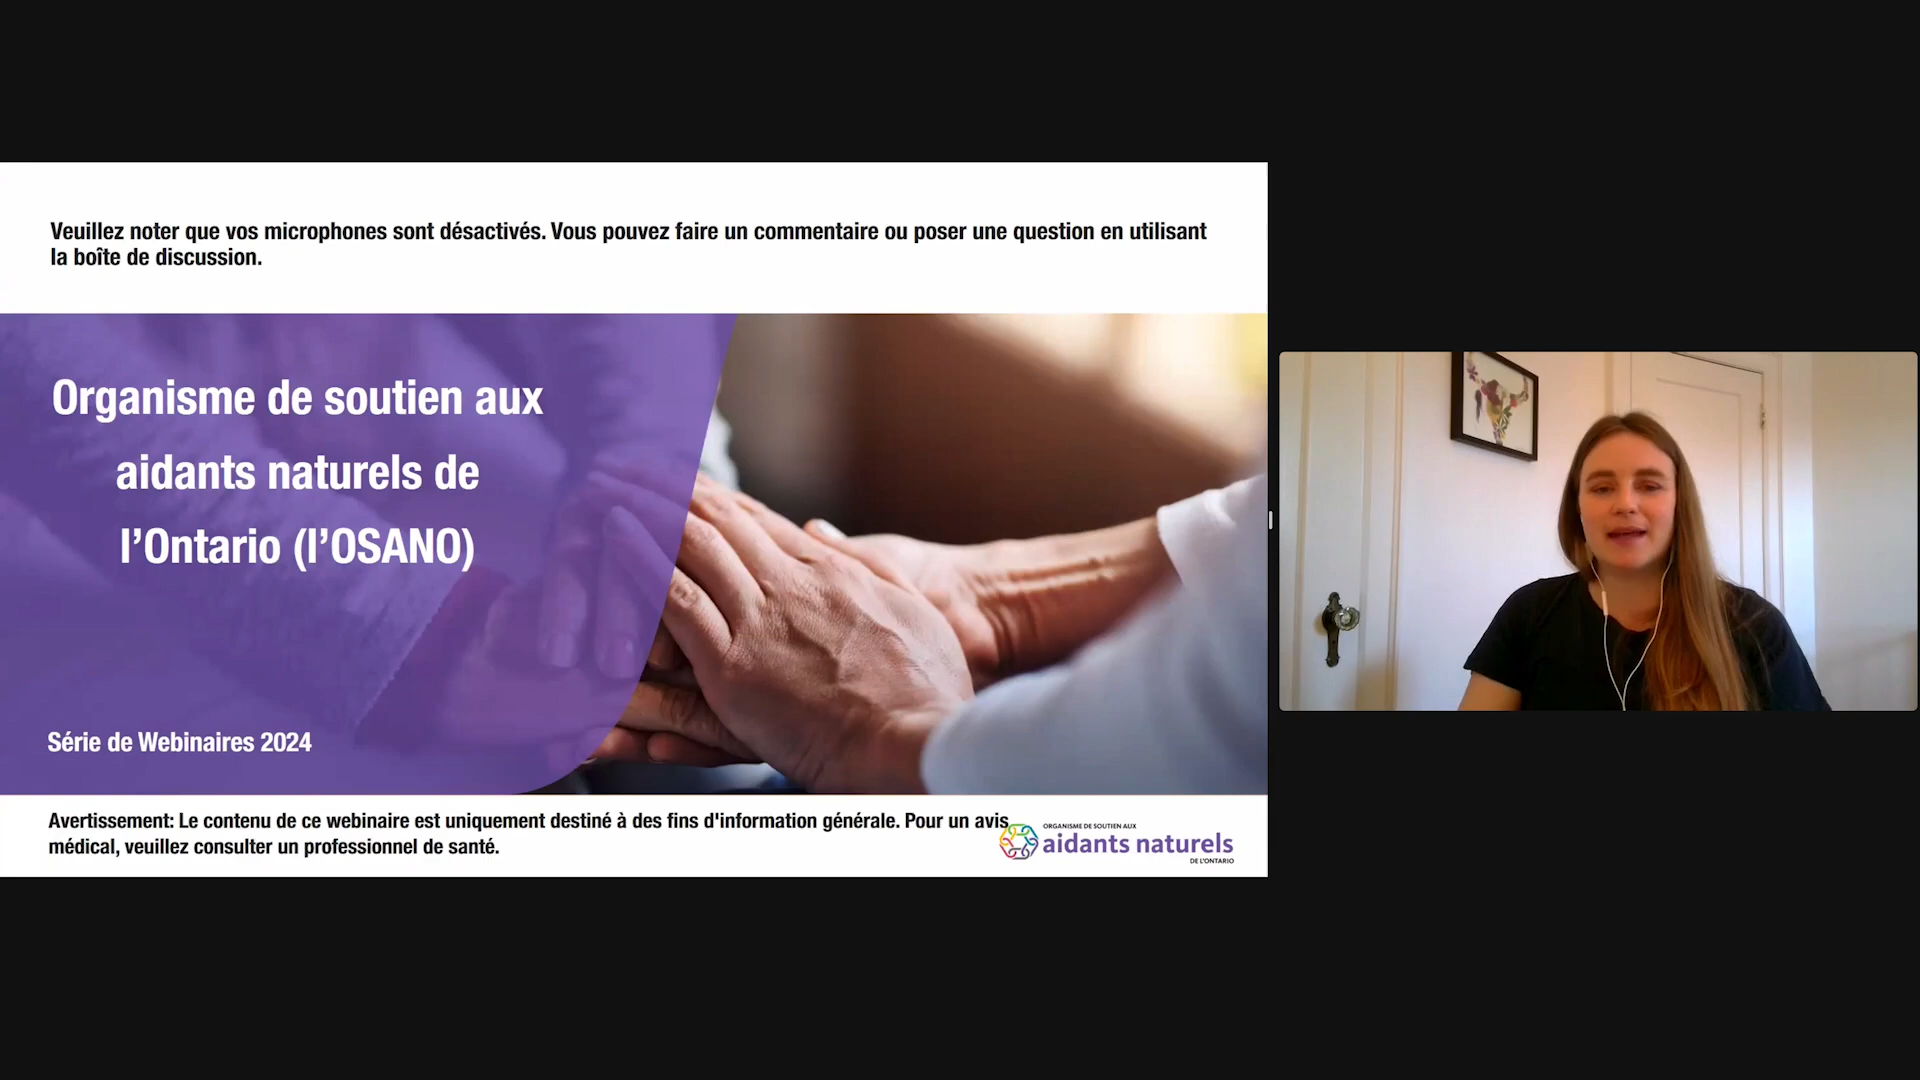 Veuillez noter que vos microphones sont désactivés. Vous pouvez faire un commentaire ou poser une question en utilisant
la boîte de discussion.
Organisme de soutien aux
aidants naturels de
l’Ontario (l’OSANO)
Série de Webinaires 2024
Avertissement: Le contenu de ce webinaire est uniquement destiné à des fins d'information générale. Pour un avis
médical, veuillez consulter un professionnel de santé.
ORGANISME DE SOUTIEN AUX
aidants naturels
DE L'ONTARIO